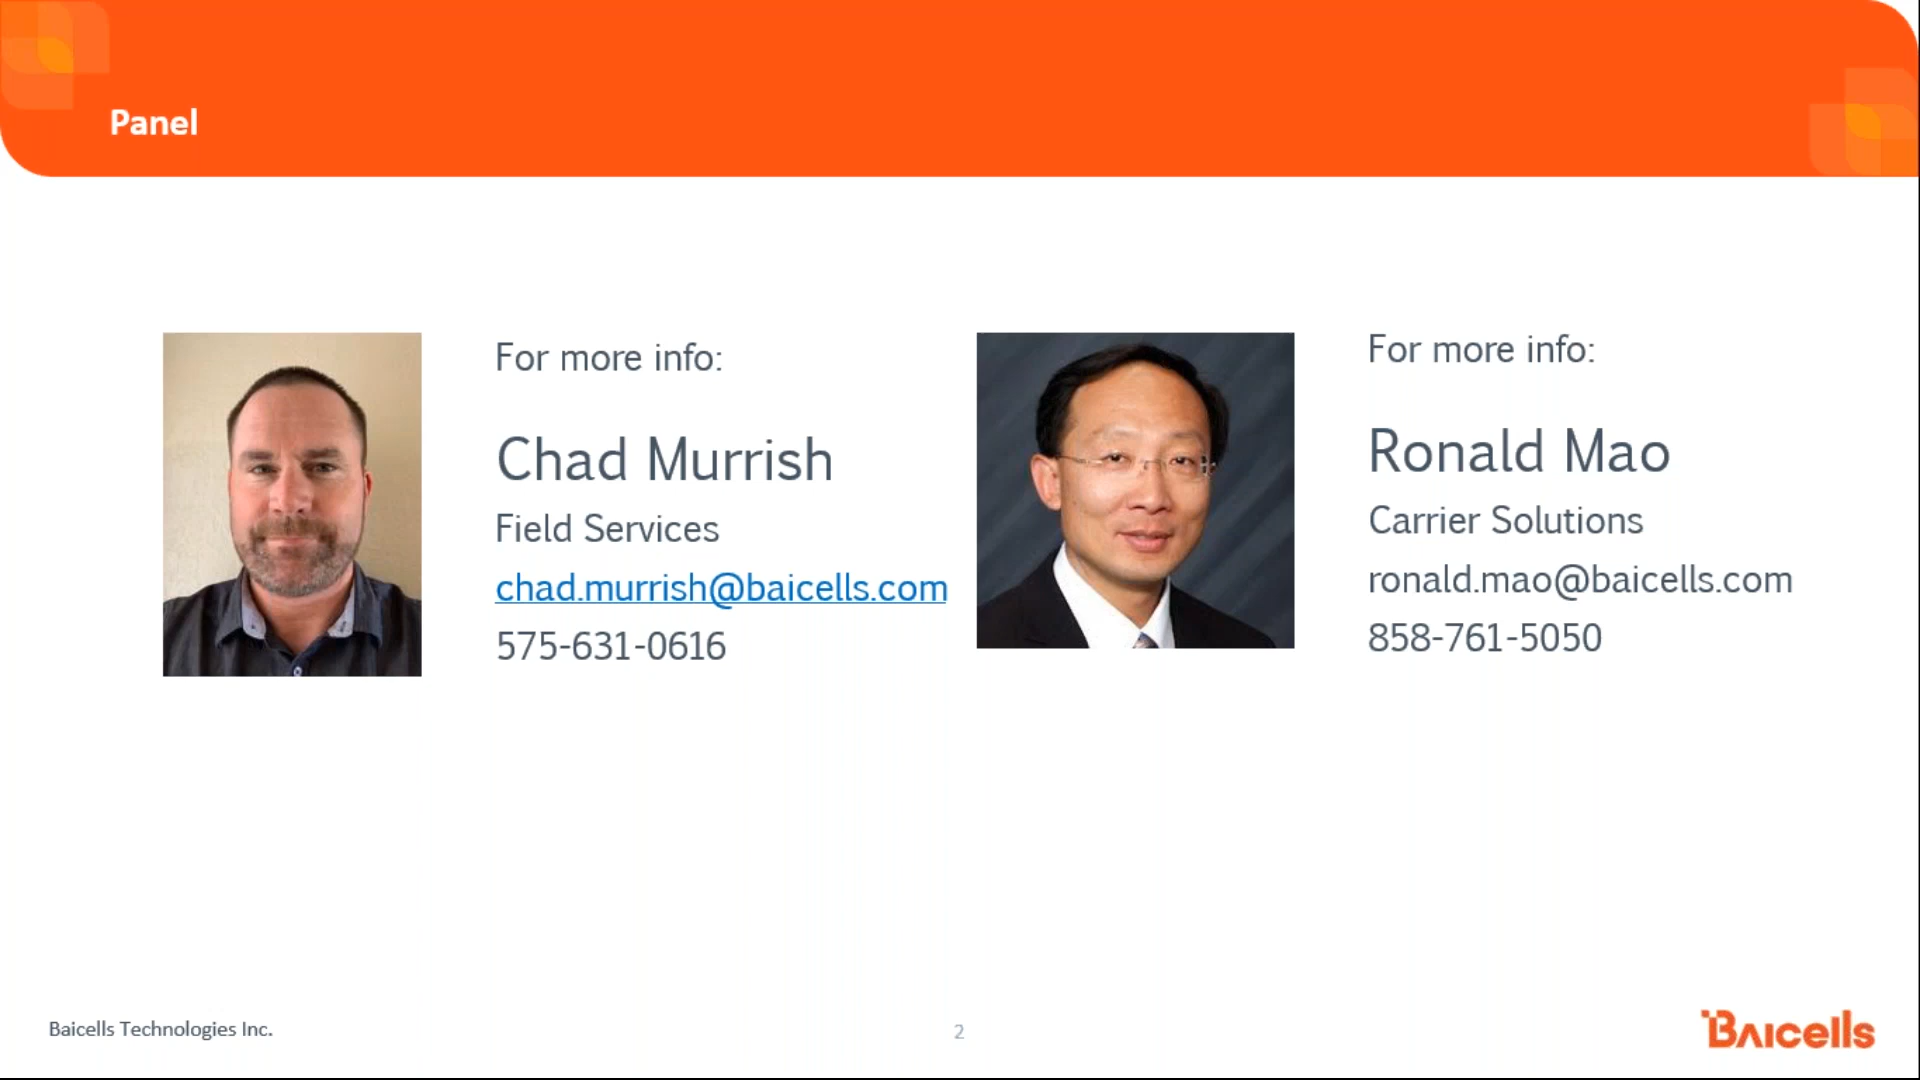 Panel
For more info:
Chad Murrish
Field Services
chad.murrish@baicells.com
575-631-0616
For more info:
Ronald Mao
Carrier Solutions
ronald.mao@baicells.com
858-761-5050
Baicells Technologies Inc.
2
BAIcells